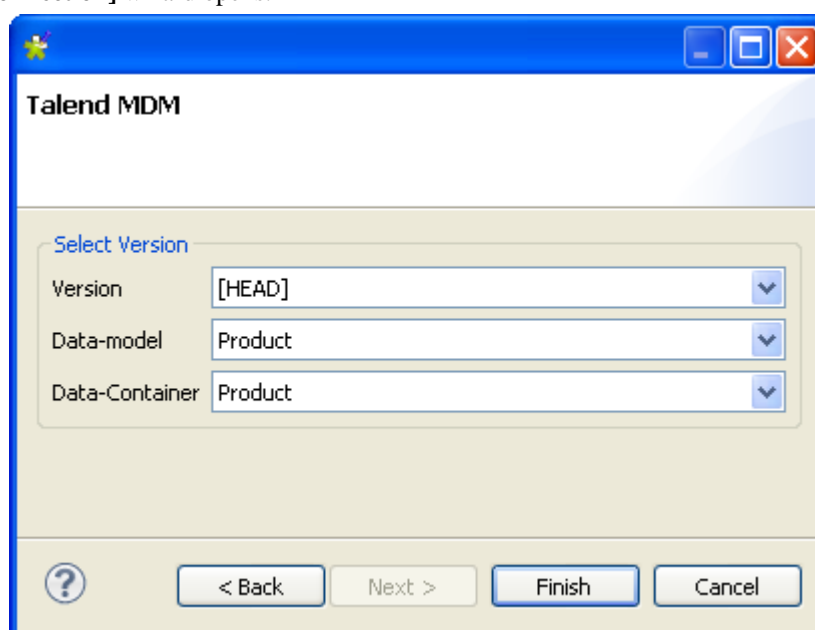 Talend MDM
Select Version
Version [HEAD]
Data-model Product
Data-Container Product
? < Back Next > Finish Cancel